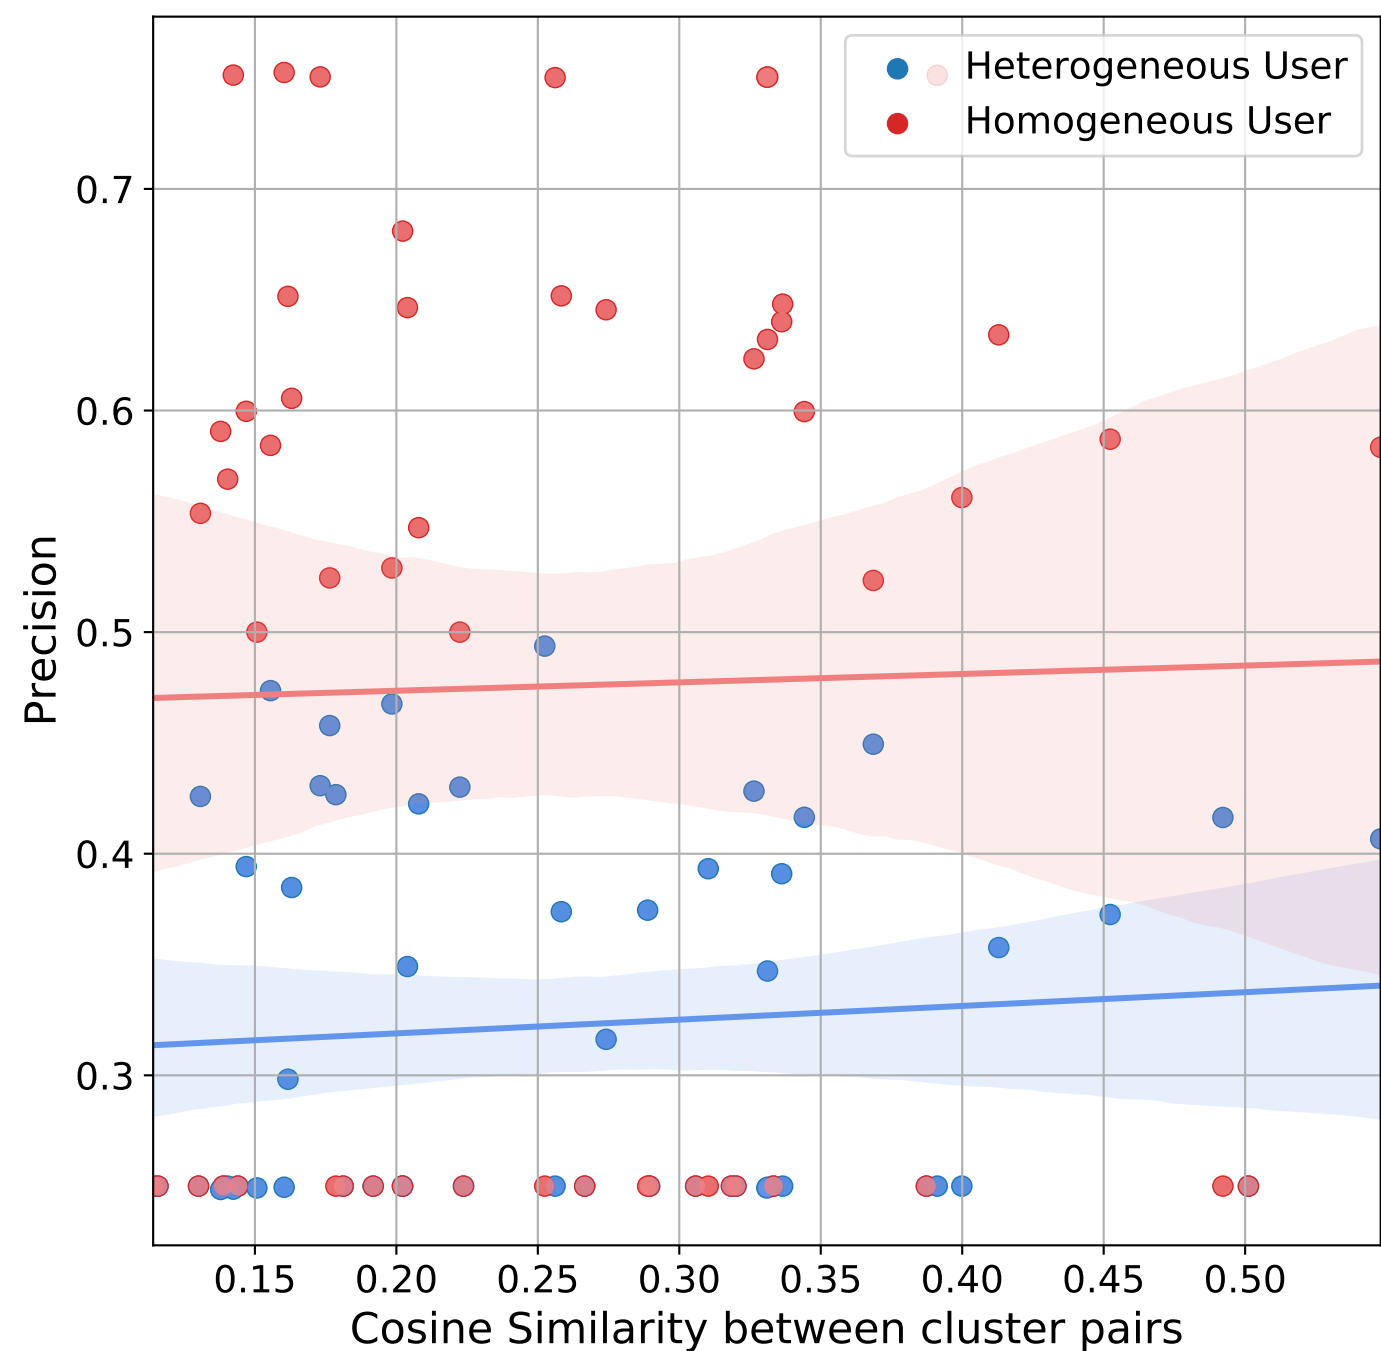 Heterogeneous User
Homogeneous User
0.7
0.6
0.5
0.4
0.3
Precision
0.15 0.20 0.25 0.30 0.35 0.40 0.45 0.50
Cosine Similarity between cluster pairs